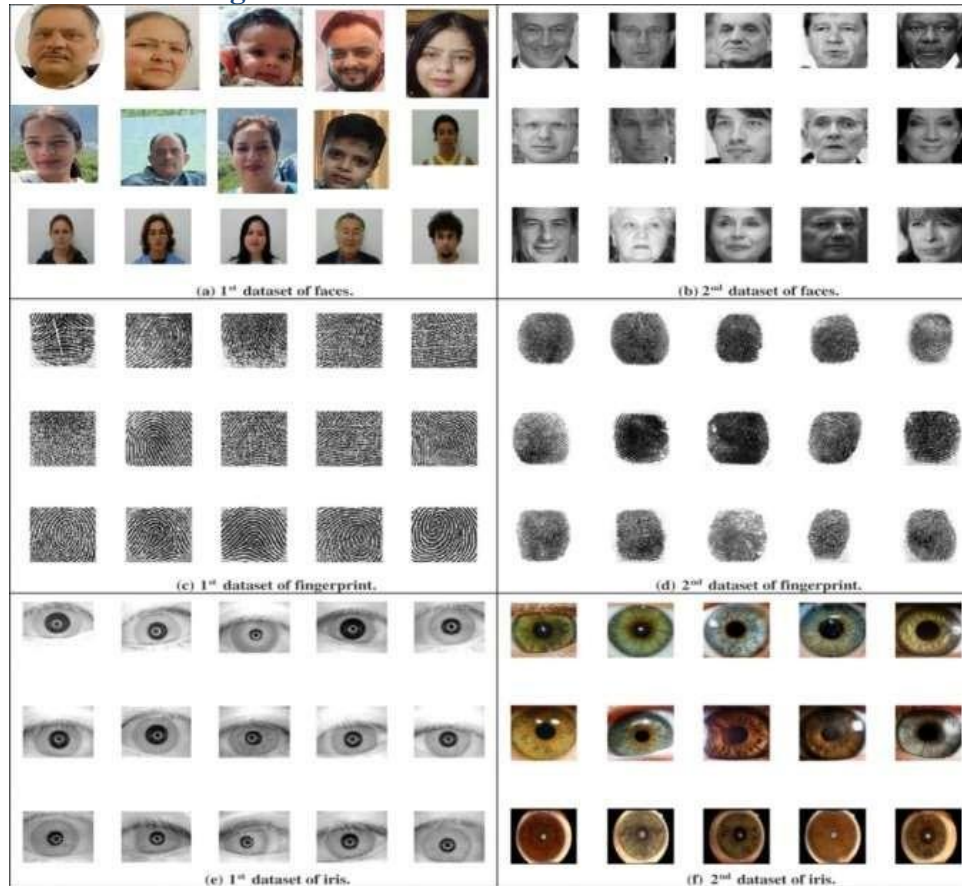 (a) 1st dataset of faces.
(b) 2nd dataset of faces.
(c) 1st dataset of fingerprint.
(d) 2nd dataset of fingerprint.
(e) 1st dataset of iris.
(f) 2nd dataset of iris.